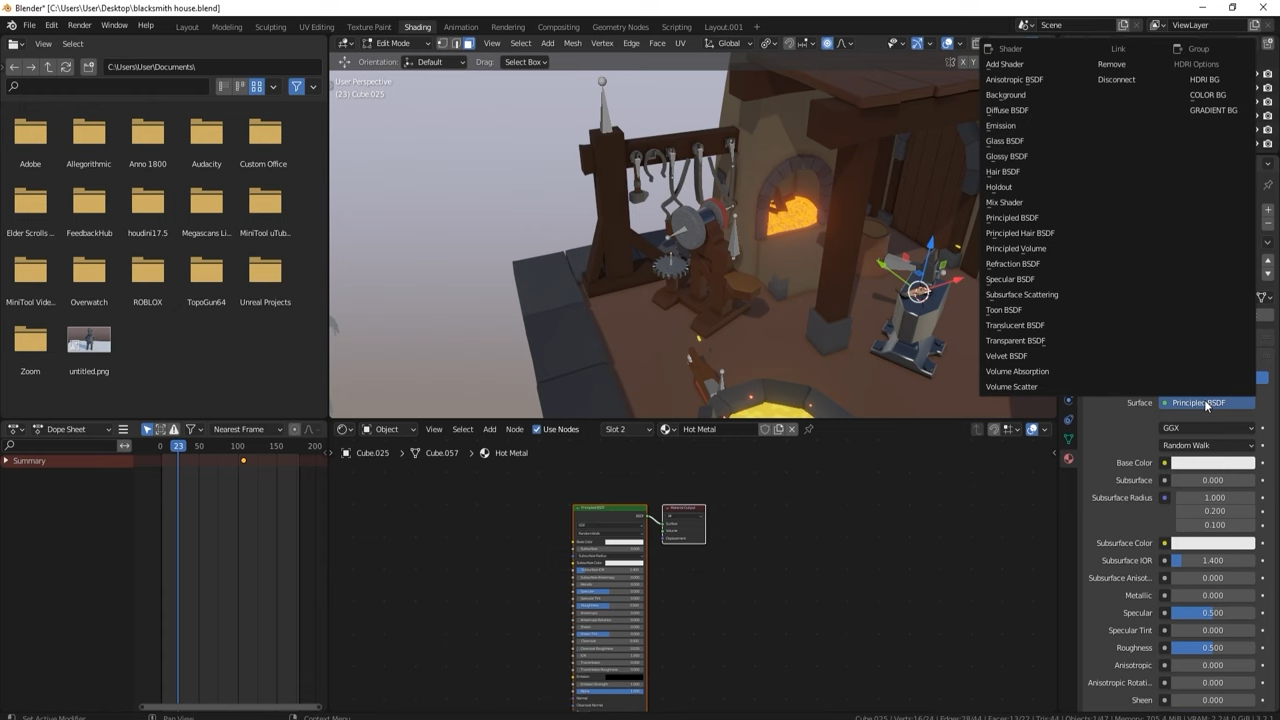 Blender* [C:\Users\User\Desktop\blacksmith house.blend]
File Edit Render Window Help Layout Modeling Sculpting UV Editing Texture Paint Shading Animation Rendering Compositing Geometry Nodes Scripting Layout.001 + Scene ViewLayer
View Select Edit Mode View Select Add Mesh Vertex Edge Face UV Global
C:\Users\User\Documents\ Orientation: Default Drag: Select Box X Y
User Perspective
(23) Cube.025
Adobe Allegorithmic Anno 1800 Audacity Custom Office
Elder Scrolls ... FeedbackHub houdini17.5 Megascans Li... MiniTool uTub...
MiniTool Vide... Overwatch ROBLOX TopoGun64 Unreal Projects
Zoom untitled.png
Shader Link Group
Add Shader Remove HDRI Options
Anisotropic BSDF Disconnect HDRI BG
Background COLOR BG
Diffuse BSDF GRADIENT BG
Emission
Glass BSDF
Glossy BSDF
Hair BSDF
Holdout
Mix Shader
Principled BSDF
Principled Hair BSDF
Principled Volume
Refraction BSDF
Specular BSDF
Subsurface Scattering
Toon BSDF
Translucent BSDF
Transparent BSDF
Velvet BSDF
Volume Absorption
Volume Scatter
Surface Principled BSDF
GGX
Random Walk
Base Color
Subsurface 0.000
Subsurface Radius 1.000
0.200
0.100
Subsurface Color
Subsurface IOR 1.400
Subsurface Anisot... 0.000
Metallic 0.000
Specular 0.500
Specular Tint 0.000
Roughness 0.500
Anisotropic 0.000
Anisotropic Rotati... 0.000
Sheen 0.000
Dope Sheet Nearest Frame
0 23 50 100 150 200
Summary
Object View Select Add Node Use Nodes Slot 2 Hot Metal
Cube.025 Cube.057 Hot Metal
Principled BSDF Material Output